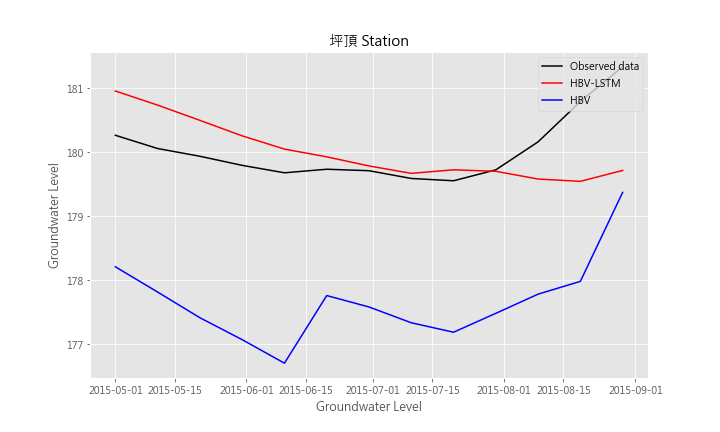 坪頂 Station
Observed data
HBV-LSTM
HBV
181
180
179
178
177
Groundwater Level
2015-05-01 2015-05-15 2015-06-01 2015-06-15 2015-07-01 2015-07-15 2015-08-01 2015-08-15 2015-09-01
Groundwater Level